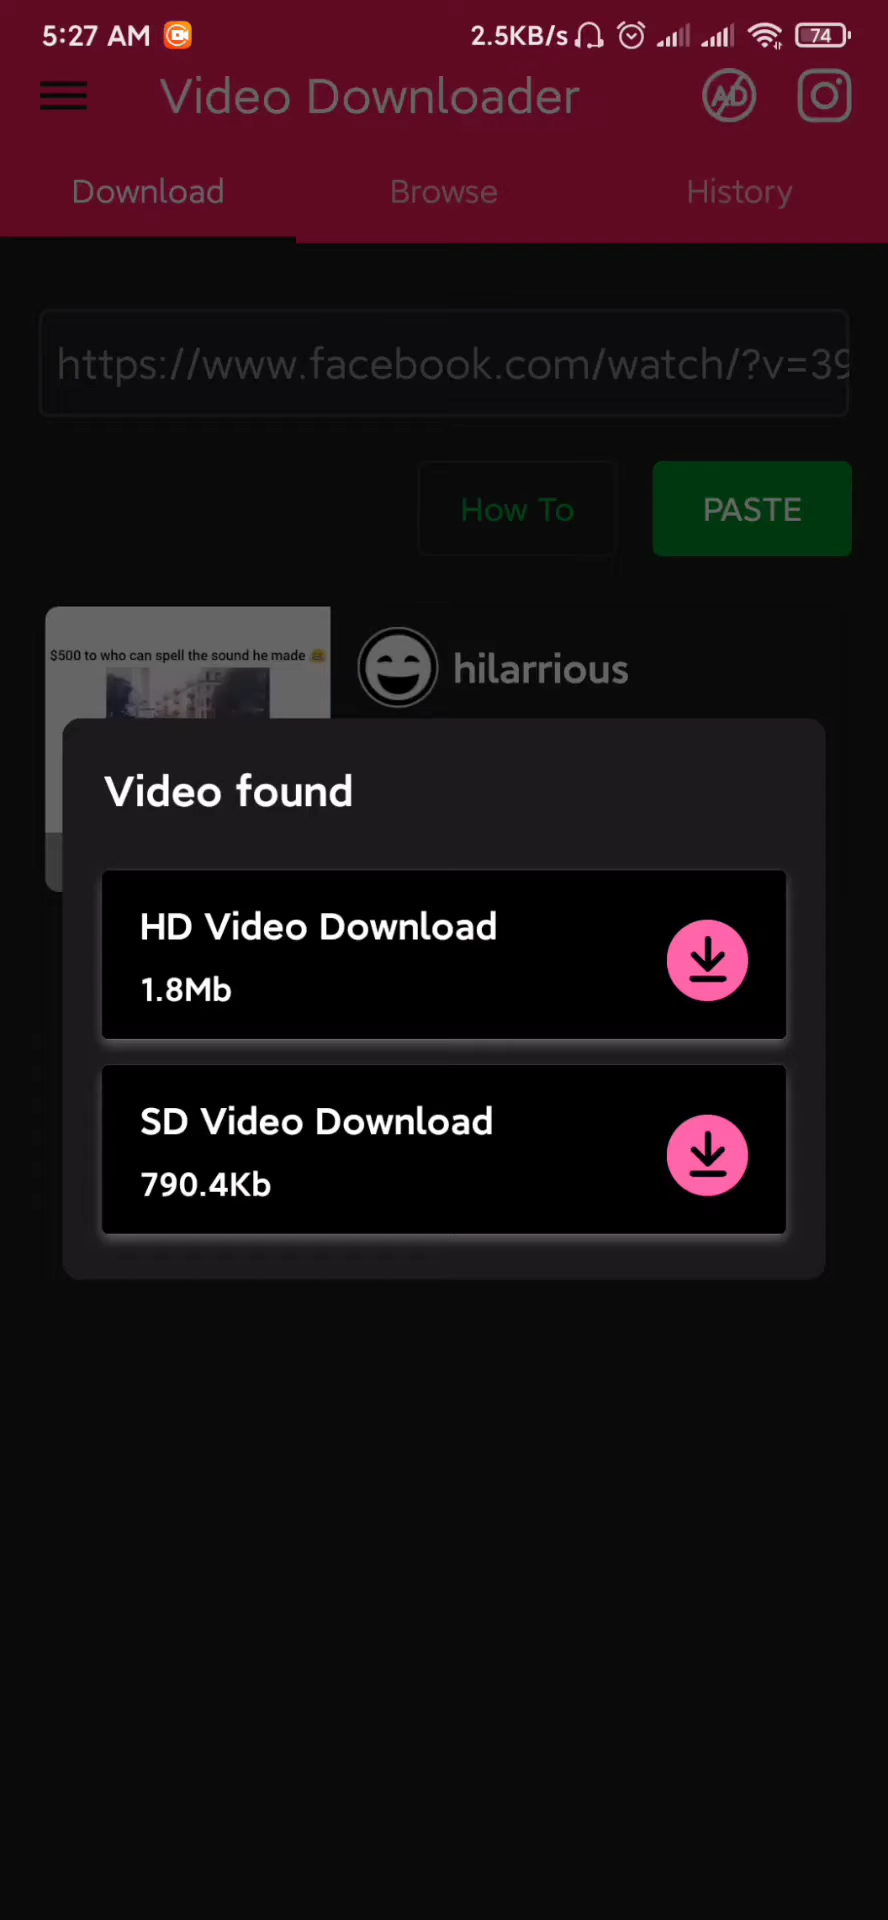 5:27 AM 2.5KB/s 74
Video Downloader AD
Download Browse History
https://www.facebook.com/watch/?v=39
How To PASTE
$500 to who can spell the sound he made 😄
hilarrious
Video found
HD Video Download
1.8Mb
SD Video Download
790.4Kb